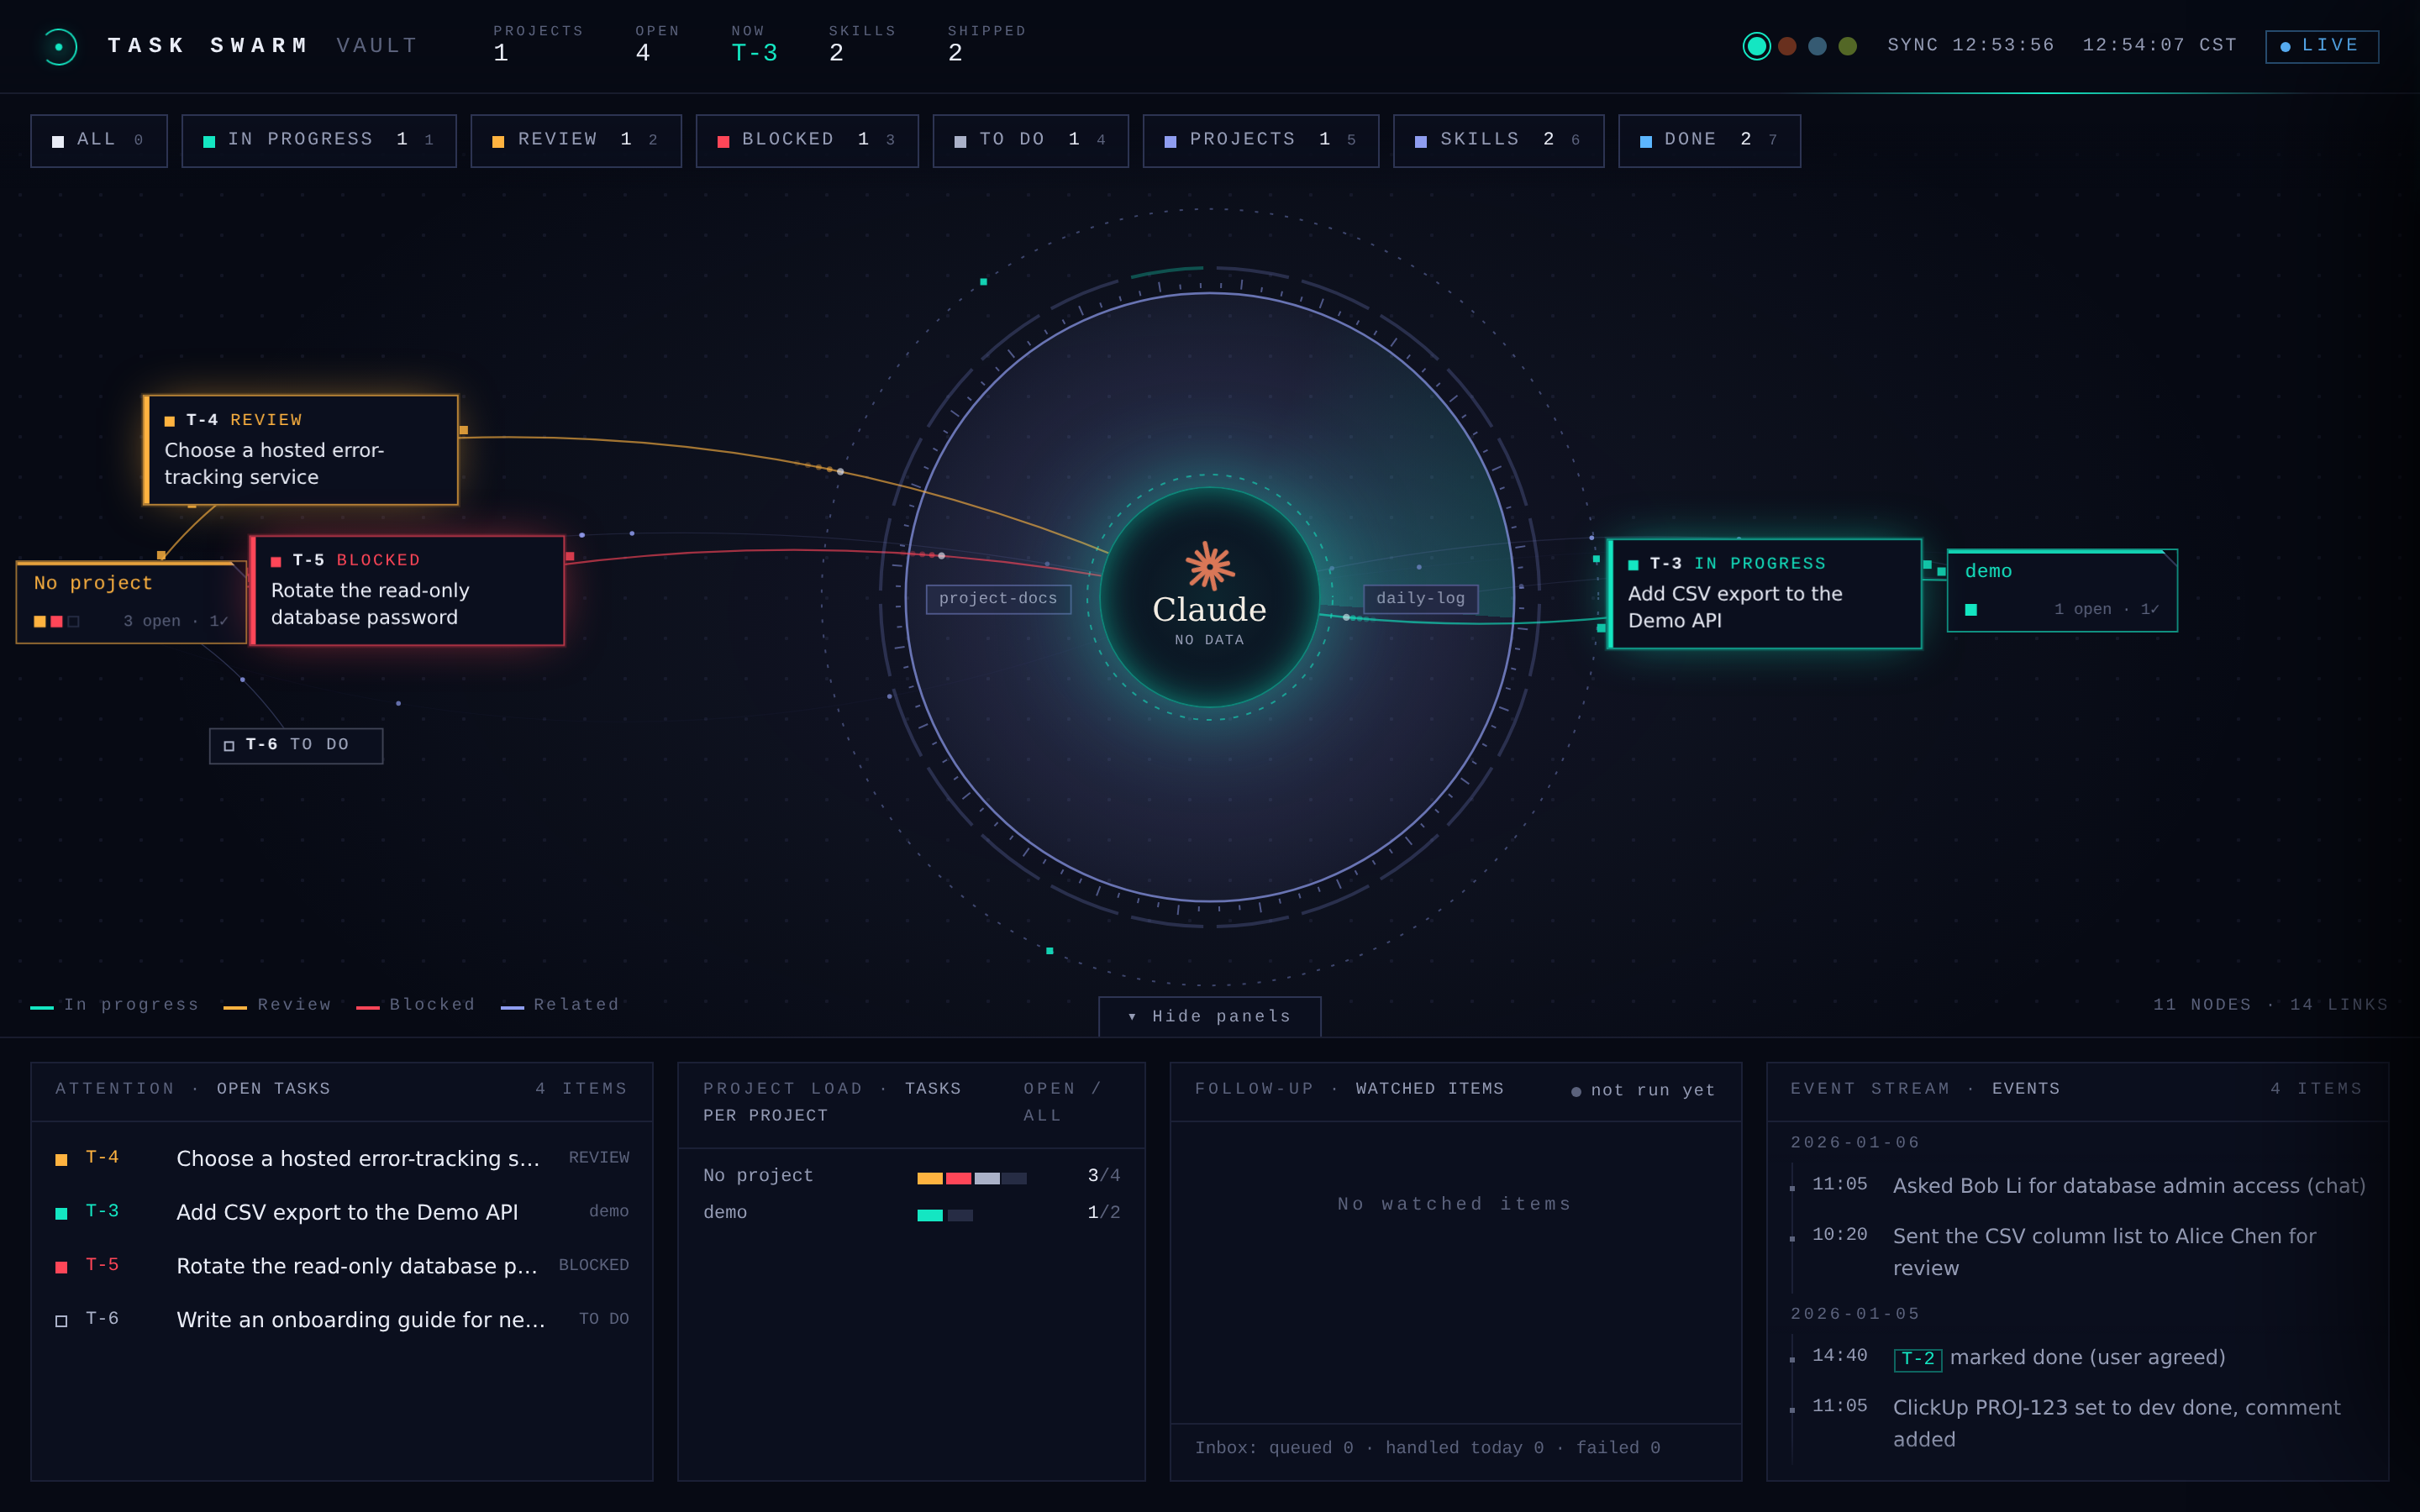 TASK SWARM VAULT
PROJECTS
1
OPEN
4
NOW
T-3
SKILLS
2
SHIPPED
2
SYNC 12:53:56
12:54:07 CST
LIVE
ALL 0
IN PROGRESS 1 1
REVIEW 1 2
BLOCKED 1 3
TO DO 1 4
PROJECTS 1 5
SKILLS 2 6
DONE 2 7
T-4 REVIEW
Choose a hosted error-
tracking service
T-5 BLOCKED
Rotate the read-only
database password
No project
3 open · 1✓
T-6 TO DO
project-docs
Claude
NO DATA
daily-log
T-3 IN PROGRESS
Add CSV export to the
Demo API
demo
1 open · 1✓
In progress
Review
Blocked
Related
▾ Hide panels
11 NODES · 14 LINKS
ATTENTION · OPEN TASKS
4 ITEMS
T-4 Choose a hosted error-tracking s… REVIEW
T-3 Add CSV export to the Demo API demo
T-5 Rotate the read-only database p… BLOCKED
T-6 Write an onboarding guide for ne… TO DO
PROJECT LOAD · TASKS
PER PROJECT
OPEN /
ALL
No project 3/4
demo 1/2
FOLLOW-UP · WATCHED ITEMS
not run yet
No watched items
Inbox: queued 0 · handled today 0 · failed 0
EVENT STREAM · EVENTS
4 ITEMS
2026-01-06
11:05 Asked Bob Li for database admin access (chat)
10:20 Sent the CSV column list to Alice Chen for
review
2026-01-05
14:40 T-2 marked done (user agreed)
11:05 ClickUp PROJ-123 set to dev done, comment
added